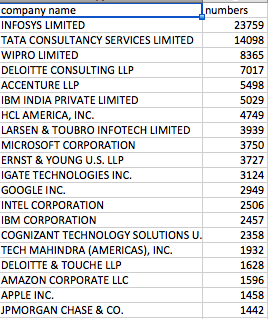 company name numbers
INFOSYS LIMITED 23759
TATA CONSULTANCY SERVICES LIMITED 14098
WIPRO LIMITED 8365
DELOITTE CONSULTING LLP 7017
ACCENTURE LLP 5498
IBM INDIA PRIVATE LIMITED 5029
HCL AMERICA, INC. 4749
LARSEN & TOUBRO INFOTECH LIMITED 3939
MICROSOFT CORPORATION 3750
ERNST & YOUNG U.S. LLP 3727
IGATE TECHNOLOGIES INC. 3124
GOOGLE INC. 2949
INTEL CORPORATION 2506
IBM CORPORATION 2457
COGNIZANT TECHNOLOGY SOLUTIONS U. 2358
TECH MAHINDRA (AMERICAS), INC. 1932
DELOITTE & TOUCHE LLP 1628
AMAZON CORPORATE LLC 1596
APPLE INC. 1458
JPMORGAN CHASE & CO. 1442